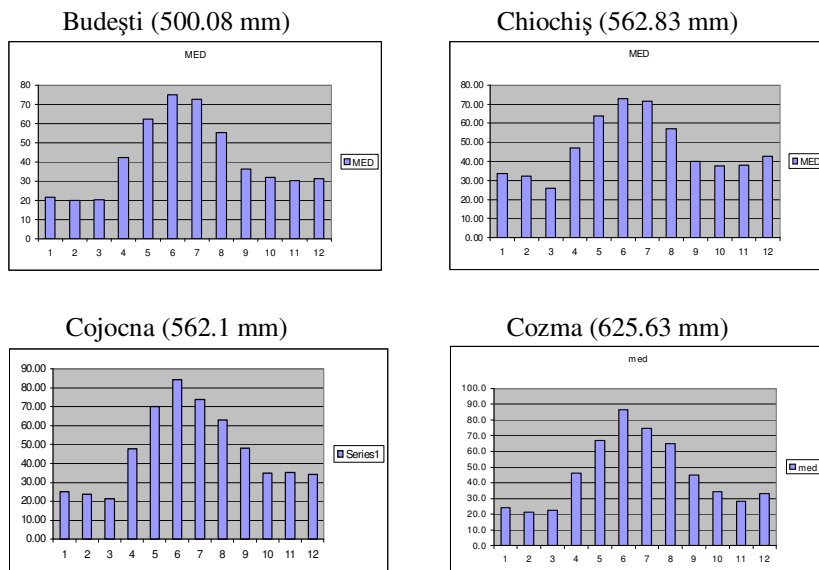 Budeşti (500.08 mm)
MED
80
70
60
50
40
30
20
10
0
1 2 3 4 5 6 7 8 9 10 11 12
MED
Chiochiş (562.83 mm)
MED
80.00
70.00
60.00
50.00
40.00
30.00
20.00
10.00
0.00
1 2 3 4 5 6 7 8 9 10 11 12
MED
Cojocna (562.1 mm)
90.00
80.00
70.00
60.00
50.00
40.00
30.00
20.00
10.00
0.00
1 2 3 4 5 6 7 8 9 10 11 12
Series1
Cozma (625.63 mm)
med
100.0
90.0
80.0
70.0
60.0
50.0
40.0
30.0
20.0
10.0
0.0
1 2 3 4 5 6 7 8 9 10 11 12
med